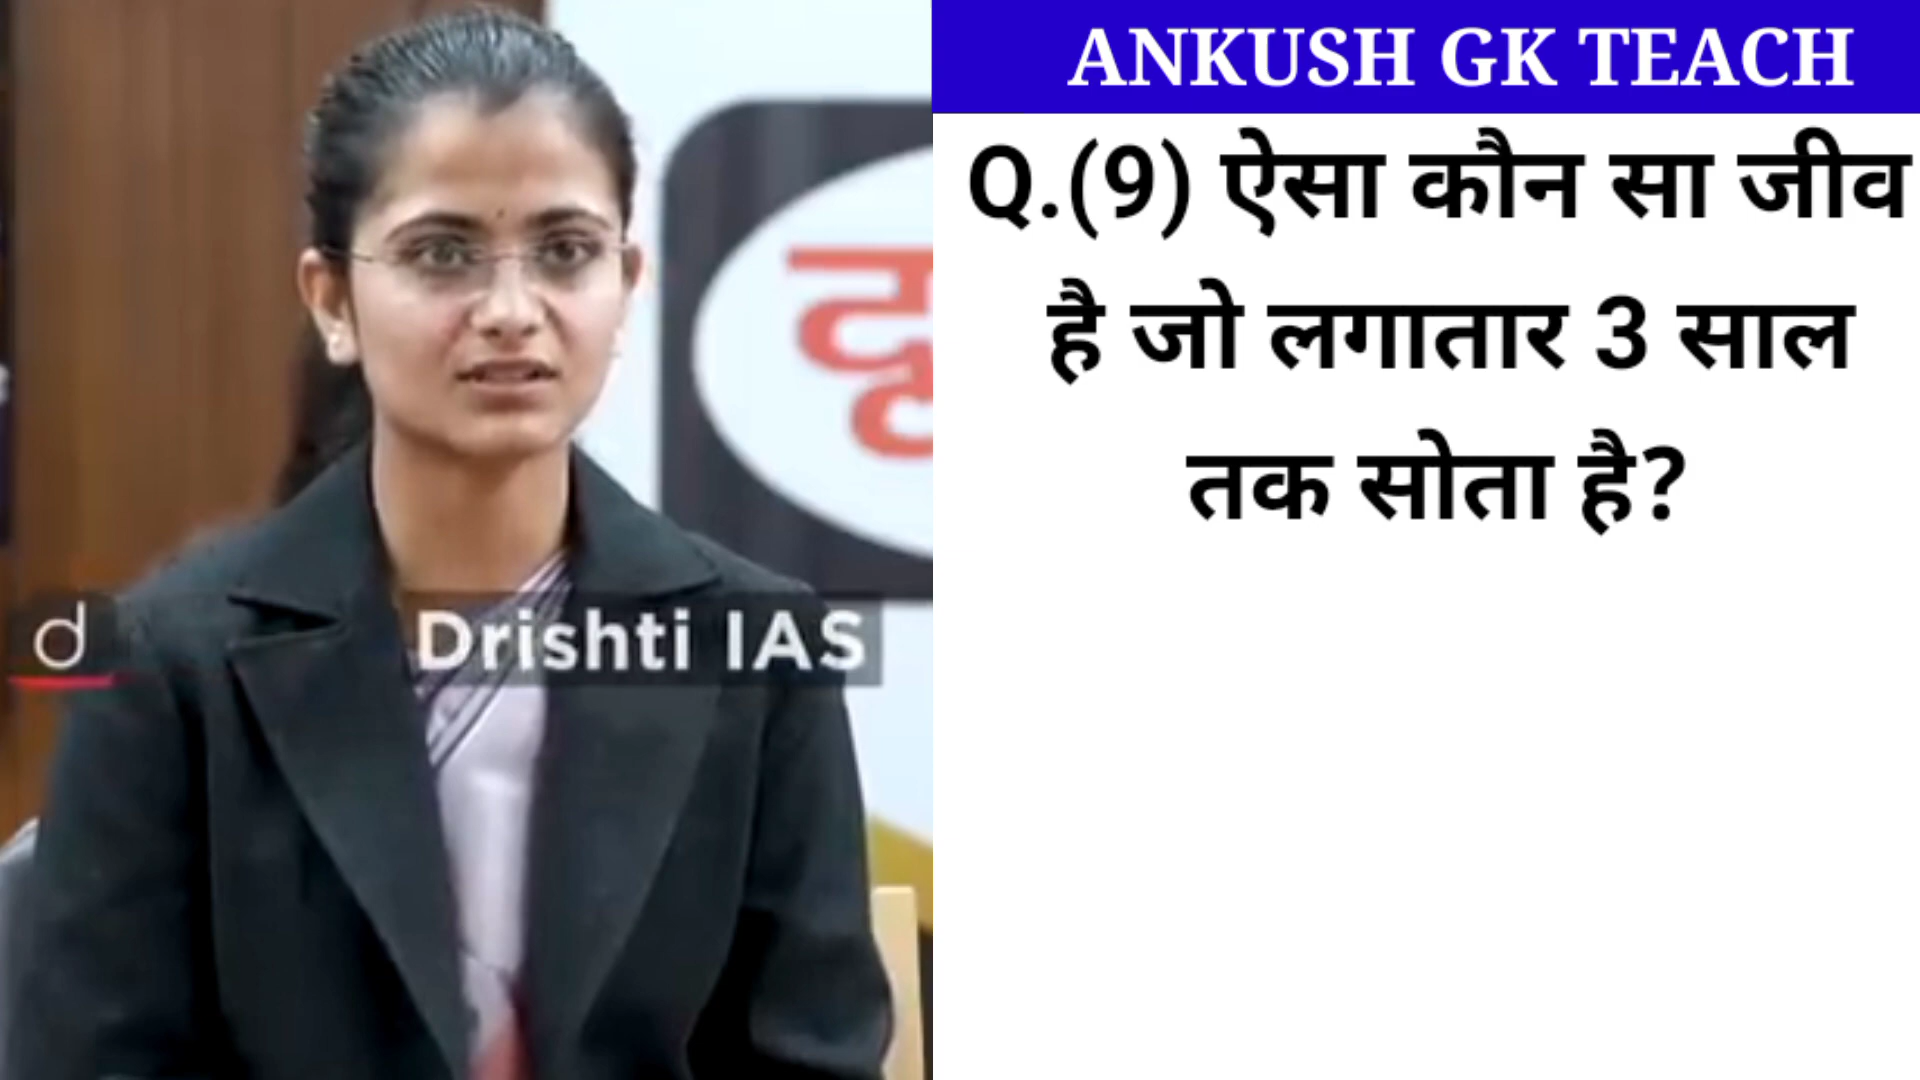 ANKUSH GK TEACH
Q.(9) ऐसा कौन सा जीव
है जो लगातार 3 साल
तक सोता है?
d
Drishti IAS